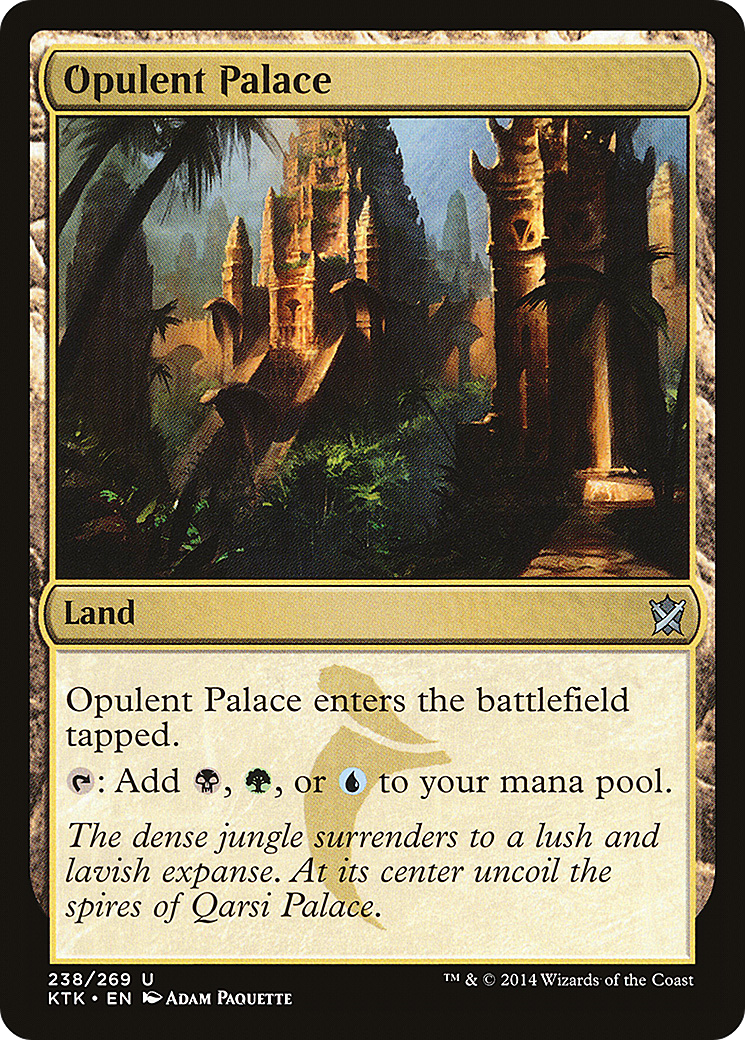 Opulent Palace
Land
Opulent Palace enters the battlefield
tapped.
: Add , , or to your mana pool.
The dense jungle surrenders to a lush and
lavish expanse. At its center uncoil the
spires of Qarsi Palace.
238/269 U
KTK • EN Adam Paquette
™ & © 2014 Wizards of the Coast